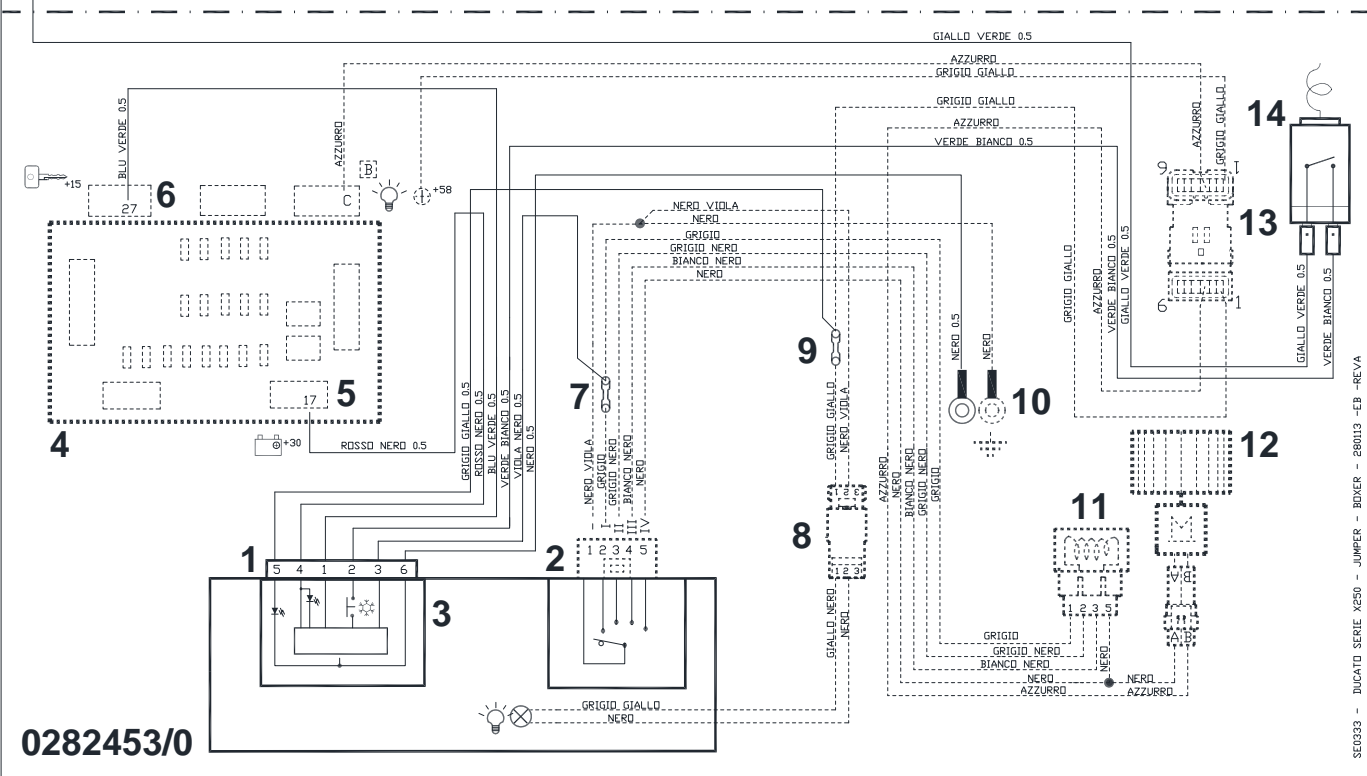 GIALLO VERDE 0.5
AZZURRO
GRIGIO GIALLO
GRIGIO GIALLO
AZZURRO
VERDE BIANCO 0.5
BLU VERDE 0.5
AZZURRO
B
+15
27
6
C
+58
AZZURRO
GRIGIO GIALLO
14
9
1
13
6
1
NERO VIOLA
NERO
GRIGIO
GRIGIO NERO
BIANCO NERO
NERO
GRIGIO GIALLO
AZZURRO
VERDE BIANCO 0.5
GIALLO VERDE 0.5
GIALLO VERDE 0.5
VERDE BIANCO 0.5
NERO 0.5
NERO
9
7
10
17
5
4
+30
ROSSO NERO 0.5
GRIGIO GIALLO 0.5
ROSSO NERO 0.5
BLU VERDE 0.5
VERDE BIANCO 0.5
VIOLA NERO 0.5
NERO 0.5
NERO VIOLA
GRIGIO
GRIGIO NERO
BIANCO NERO
NERO
I
II
III
IV
GRIGIO GIALLO
NERO VIOLA
AZZURRO
NERO
BIANCO NERO
GRIGIO NERO
GRIGIO
12
M
11
1 2 3
8
1 2 3
1
5 4 1 2 3 6
2
1 2 3 4 5
3
GIALLO NERO
NERO
1 2 3 5
A B
A B
GRIGIO
GRIGIO NERO
BIANCO NERO
NERO
NERO
NERO
AZZURRO
AZZURRO
GRIGIO GIALLO
NERO
0282453/0
SE0333 - DUCATO SERIE X250 - JUMPER - BOXER - 280113 -EB -REVA